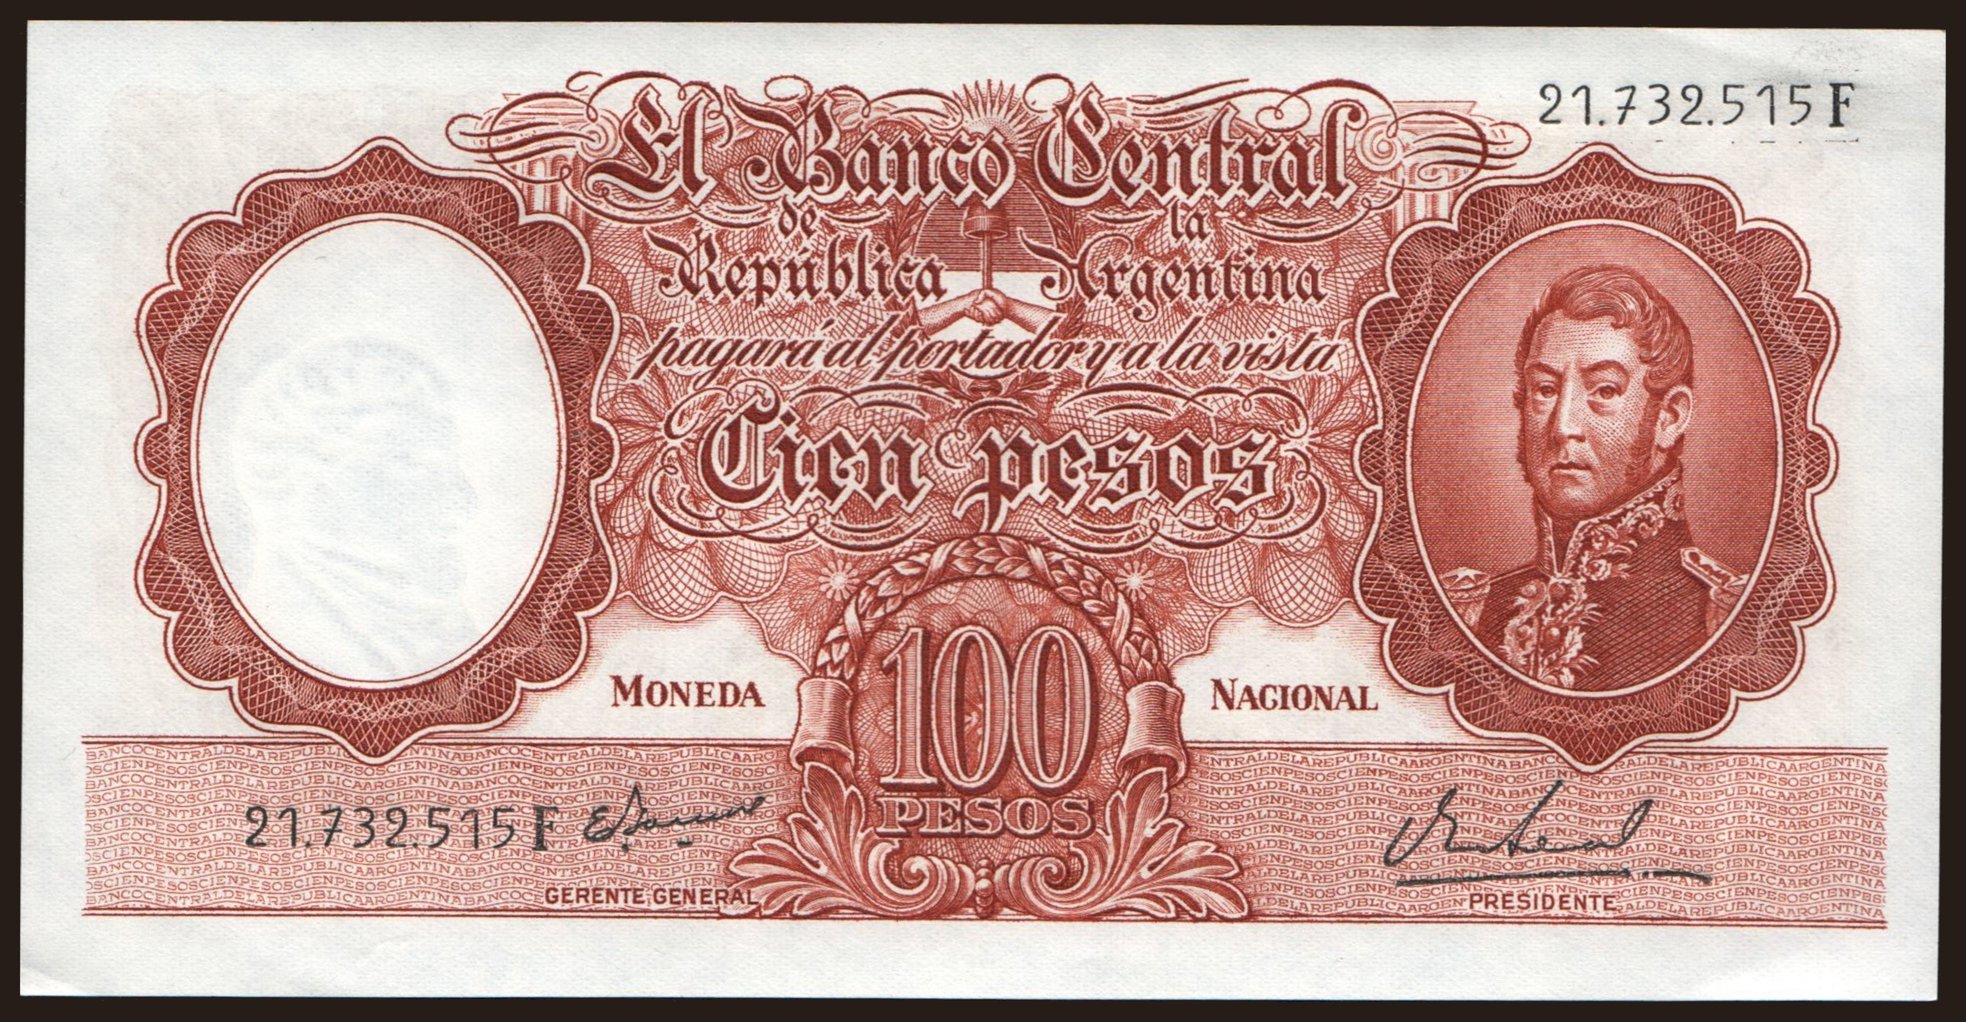 21.732.515 F
El Banco Central
de la
República Argentina
pagará al portador y a la vista
Cien pesos
MONEDA NACIONAL
100
PESOS
21.732.515 F
GERENTE GENERAL
PRESIDENTE